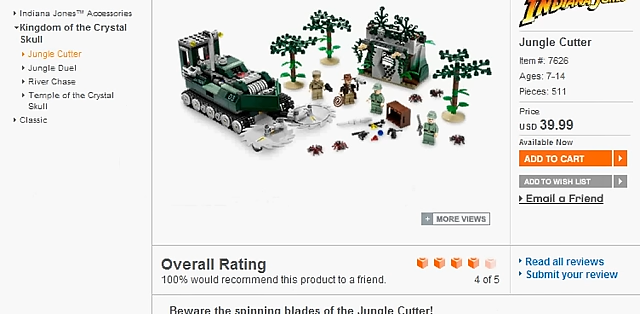 Indiana Jones™ Accessories
Kingdom of the Crystal
Skull
Jungle Cutter
Jungle Duel
River Chase
Temple of the Crystal
Skull
Classic
01
+ MORE VIEWS
INDIANA JONES
Jungle Cutter
Item #: 7626
Ages: 7-14
Pieces: 511
Price
USD 39.99
Available Now
ADD TO CART
ADD TO WISH LIST
Email a Friend
Overall Rating
100% would recommend this product to a friend.
4 of 5
Read all reviews
Submit your review
Beware the spinning blades of the Jungle Cutter!